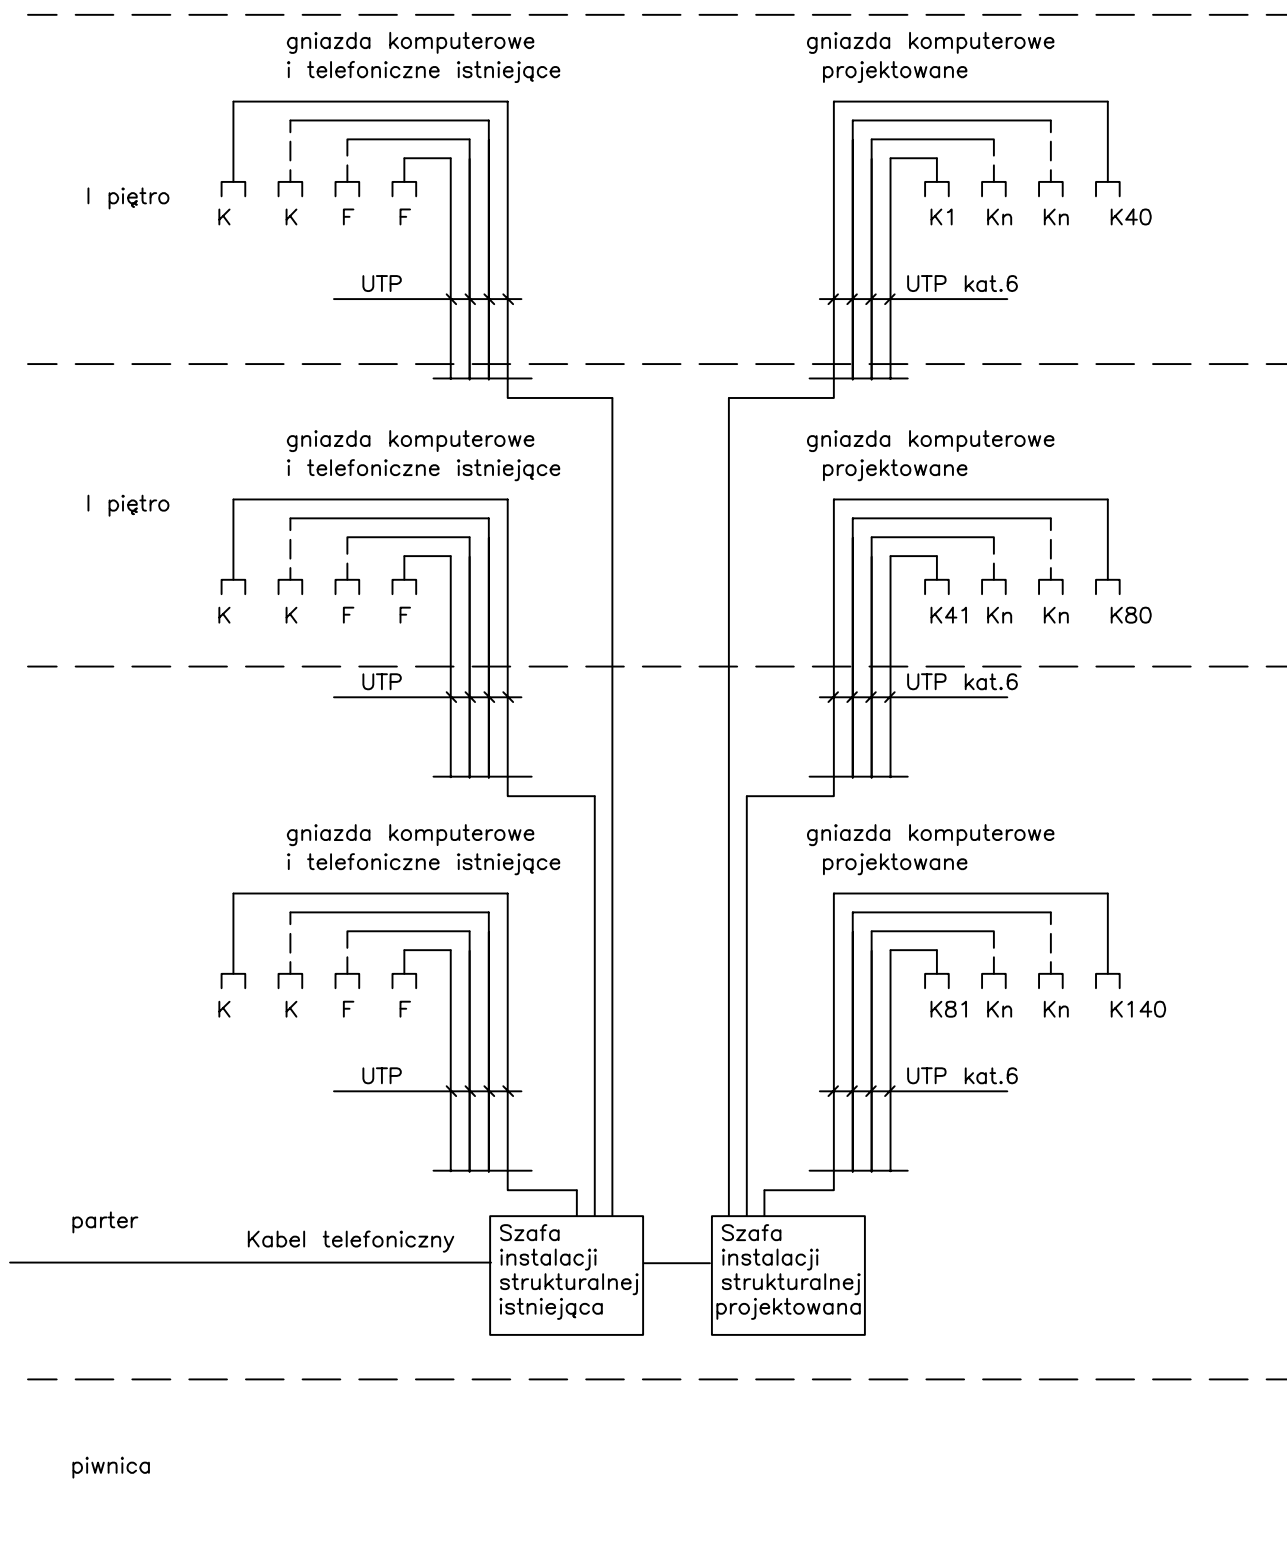 gniazda komputerowe
i telefoniczne istniejące
gniazda komputerowe
projektowane
I piętro
K K F F
K1 Kn Kn K40
UTP
UTP kat.6
gniazda komputerowe
i telefoniczne istniejące
gniazda komputerowe
projektowane
I piętro
K K F F
K41 Kn Kn K80
UTP
UTP kat.6
gniazda komputerowe
i telefoniczne istniejące
gniazda komputerowe
projektowane
K K F F
K81 Kn Kn K140
UTP
UTP kat.6
parter
Kabel telefoniczny
Szafa
instalacji
strukturalnej
istniejąca
Szafa
instalacji
strukturalnej
projektowana
piwnica